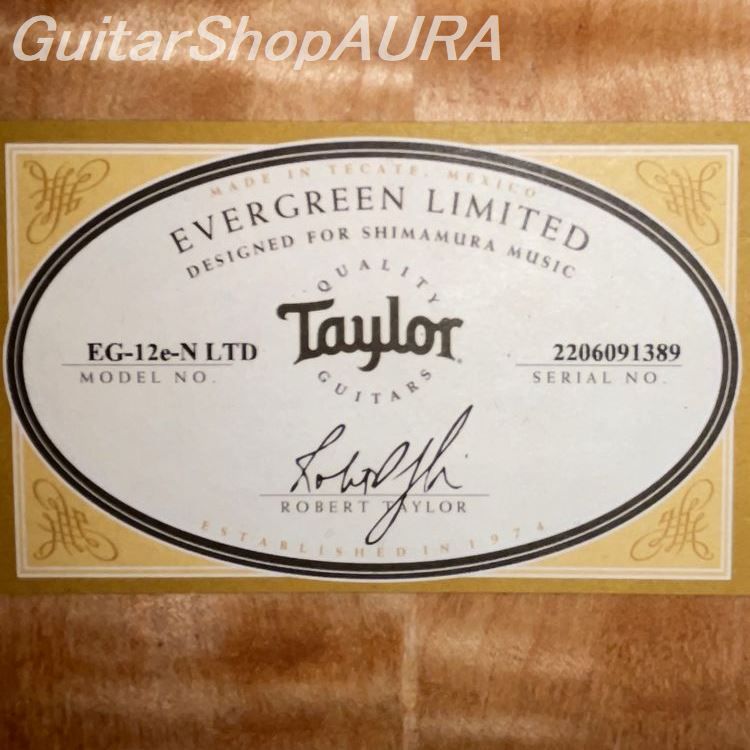 GuitarShopAURA
MADE IN TECATE, MEXICO
EVERGREEN LIMITED
DESIGNED FOR SHIMAMURA MUSIC
QUALITY
Taylor
GUITARS
EG-12e-N LTD
MODEL NO.
2206091389
SERIAL NO.
ROBERT TAYLOR
ESTABLISHED IN 1974